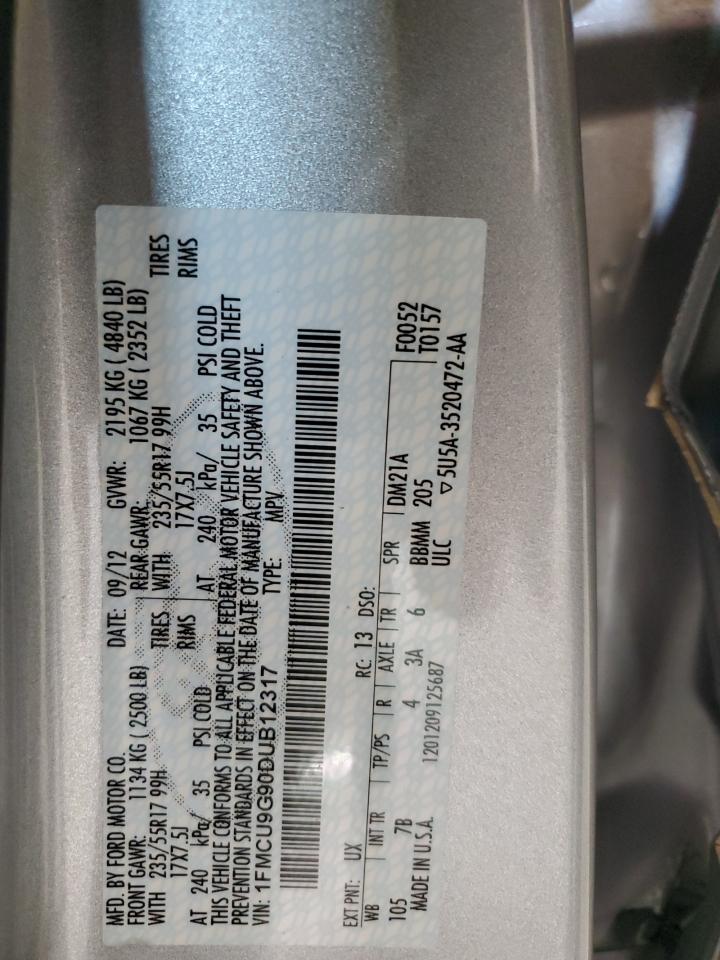 MFD. BY FORD MOTOR CO. DATE: 09/12 GVWR: 2195 KG ( 4840 LB)
FRONT GAWR: 1134 KG ( 2500 LB) REAR GAWR: 1067 KG ( 2352 LB)
WITH 235/55R17 99H TIRES WITH 235/55R17 99H TIRES
17X7.5J RIMS 17X7.5J RIMS
AT 240 kPa/ 35 PSI COLD AT 240 kPa/ 35 PSI COLD
THIS VEHICLE CONFORMS TO ALL APPLICABLE FEDERAL MOTOR VEHICLE SAFETY AND THEFT
PREVENTION STANDARDS IN EFFECT ON THE DATE OF MANUFACTURE SHOWN ABOVE.
VIN: 1FMCU9G90DUB12317 TYPE: MPV
EXT PNT: UX RC: 13 DSO: F0052
WB INT TR TP/PS R AXLE TR SPR DM21A T0157
105 7B 4 3A 6 BBMM 205
MADE IN U.S.A. 1201209125687 ULC ▽5U5A-3520472-AA